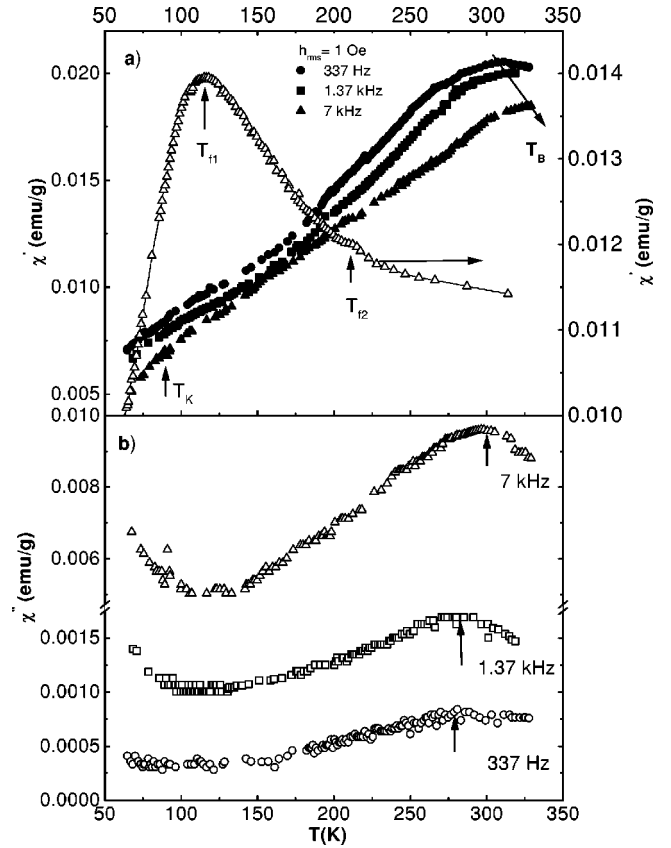 50 100 150 200 250 300 350
a)
h_rms = 1 Oe
337 Hz
1.37 kHz
7 kHz
T_f1
T_B
T_f2
T_K
0.020
0.015
0.010
0.005
0.010
χ' (emu/g)
0.014
0.013
0.012
0.011
0.010
χ' (emu/g)
b)
7 kHz
1.37 kHz
337 Hz
0.008
0.006
0.0015
0.0010
0.0005
0.0000
χ'' (emu/g)
50 100 150 200 250 300 350
T(K)